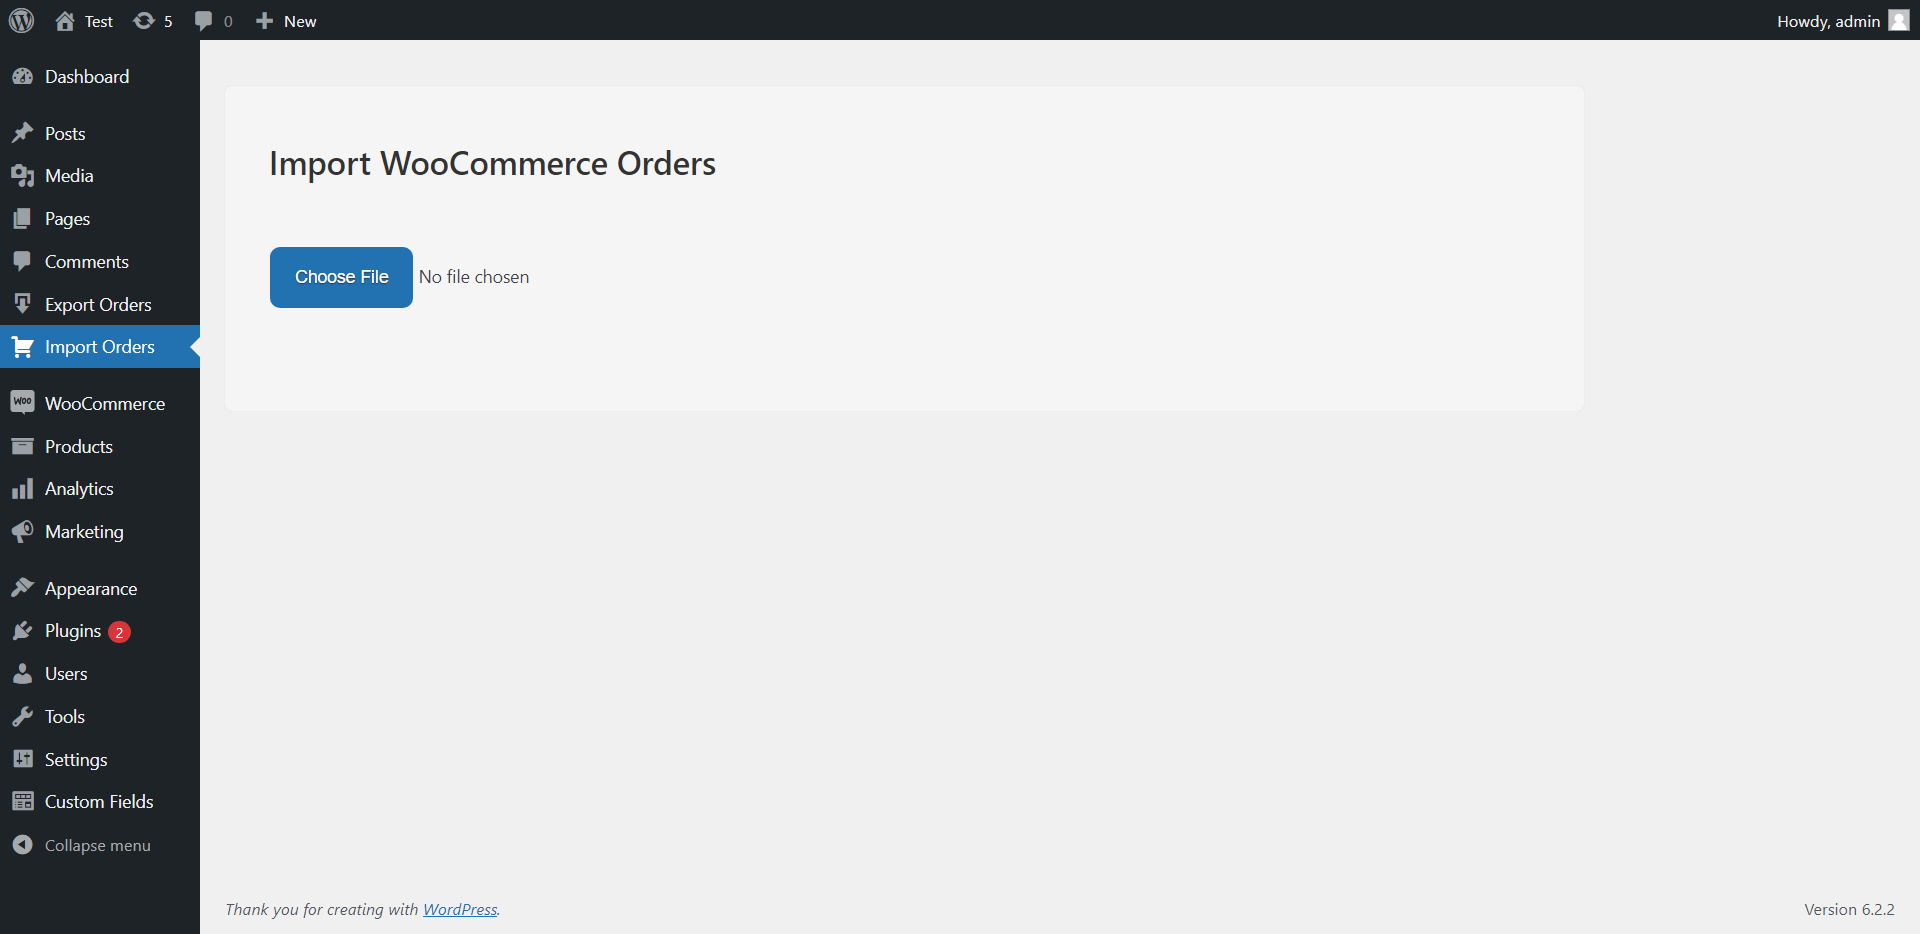 Test 5 0 New Howdy, admin
Dashboard
Posts
Media
Pages
Comments
Export Orders
Import Orders
Woo WooCommerce
Products
Analytics
Marketing
Appearance
Plugins 2
Users
Tools
Settings
Custom Fields
Collapse menu
Import WooCommerce Orders
Choose File No file chosen
Thank you for creating with WordPress.
Version 6.2.2